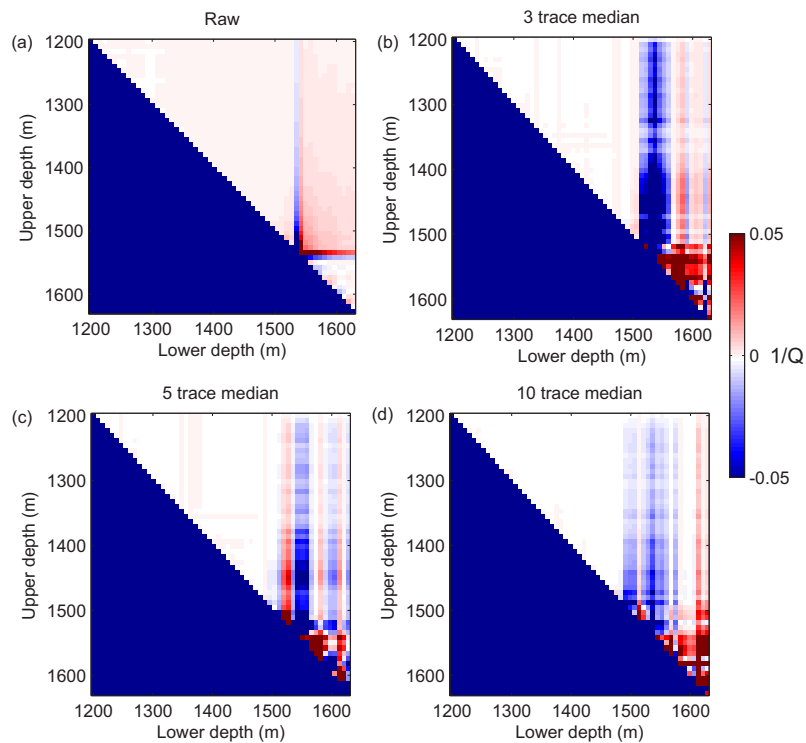 Raw
3 trace median
(a)
(b)
1200
1300
1400
1500
1600
Upper depth (m)
1200 1300 1400 1500 1600
Lower depth (m)
1200
1300
1400
1500
1600
Upper depth (m)
1200 1300 1400 1500 1600
Lower depth (m)
0.05
0 1/Q
-0.05
5 trace median
10 trace median
(c)
(d)
1200
1300
1400
1500
1600
Upper depth (m)
1200 1300 1400 1500 1600
Lower depth (m)
1200
1300
1400
1500
1600
Upper depth (m)
1200 1300 1400 1500 1600
Lower depth (m)